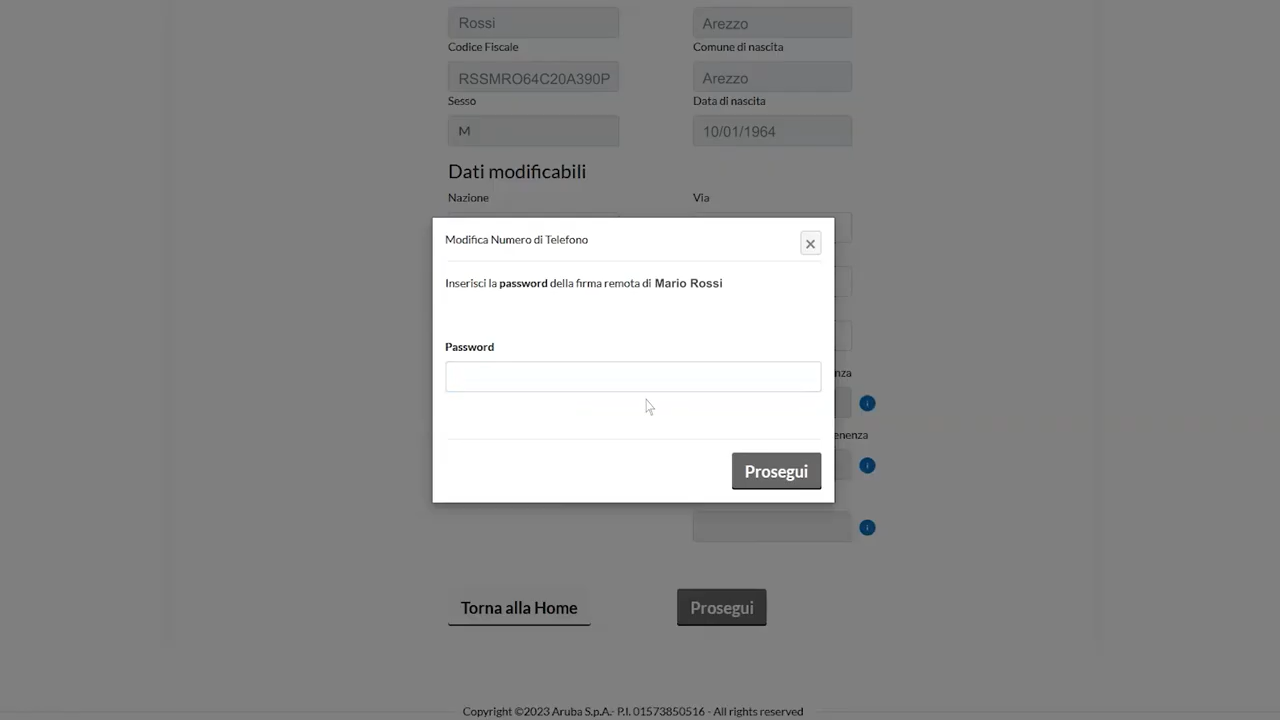 Rossi
Arezzo
Codice Fiscale
Comune di nascita
RSSMRO64C20A390P
Arezzo
Sesso
Data di nascita
M
10/01/1964
Dati modificabili
Nazione
Via
Modifica Numero di Telefono
×
Inserisci la password della firma remota di Mario Rossi
Password
nza
i
enenza
i
Prosegui
i
Torna alla Home
Prosegui
Copyright ©2023 Aruba S.p.A.- P.I. 01573850516 - All rights reserved